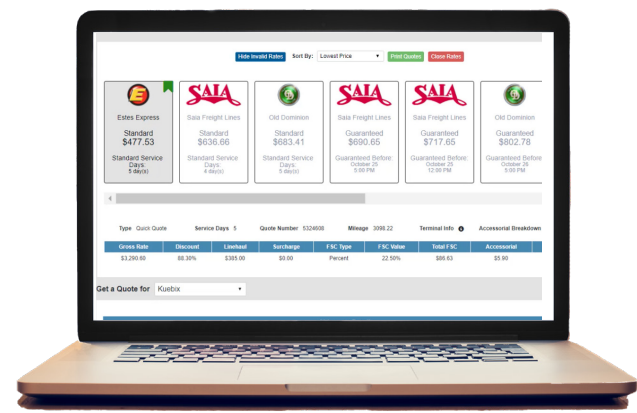 Hide Invalid Rates Sort By: Lowest Price Print Quotes Close Rates
SAIA SAIA SAIA
Estes Express Saia Freight Lines Old Dominion Saia Freight Lines Saia Freight Lines Old Dominion
Standard Standard Standard Guaranteed Guaranteed Guaranteed
$477.53 $636.66 $683.41 $690.65 $717.65 $802.78
Standard Service Standard Service Standard Service Guaranteed Before: Guaranteed Before: Guaranteed Before
Days: Days: Days: October 25 October 25 October 26
5 day(s) 4 day(s) 5 day(s) 5:00 PM 12:00 PM 5:00 PM
Type Quick Quote Service Days 5 Quote Number 5324608 Mileage 3098.22 Terminal Info Accessorial Breakdown
Gross Rate Discount Linehaul Surcharge FSC Type FSC Value Total FSC Accessorial
$3,290.60 88.30% $385.00 $0.00 Percent 22.50% $86.63 $5.90
Get a Quote for Kuebix